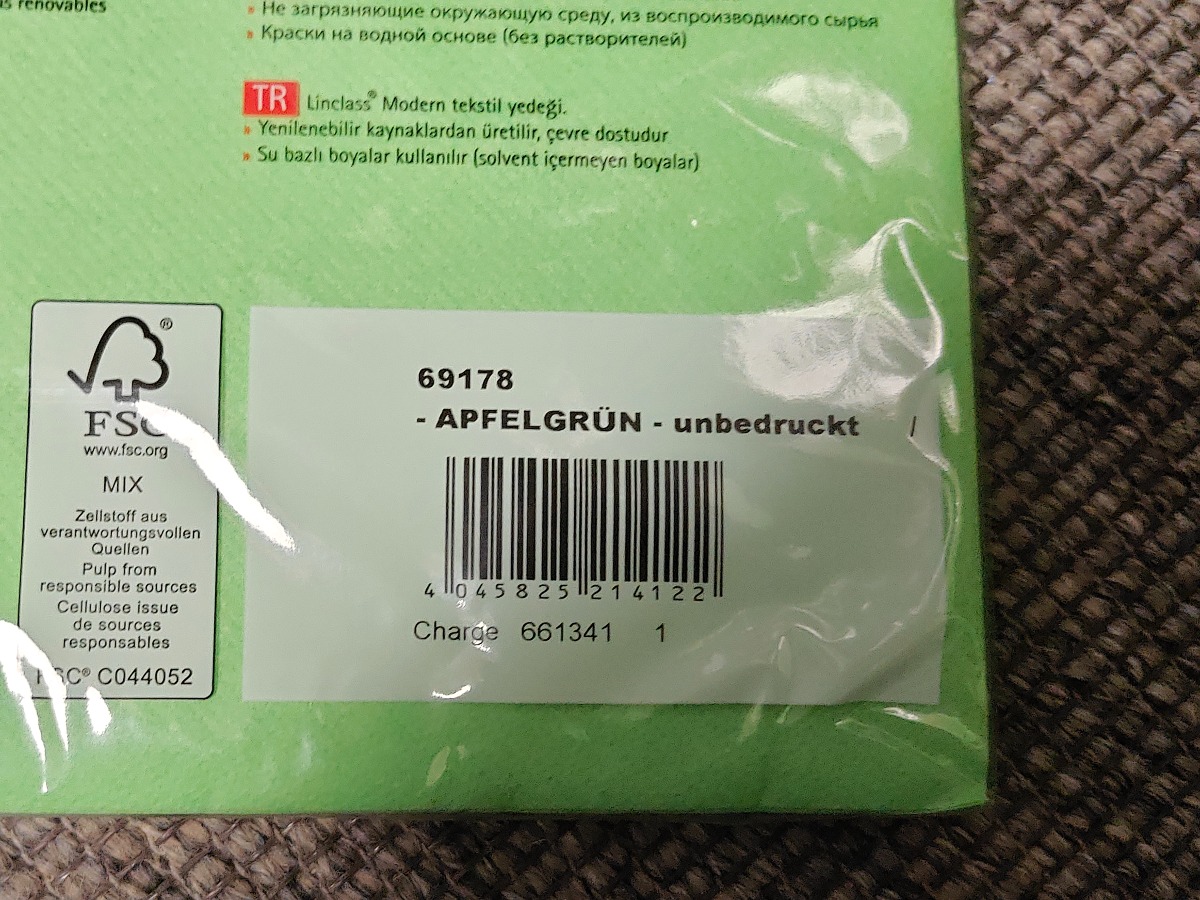 renovables
» Не загрязняющие окружающую среду, из воспроизводимого сырья
» Краски на водной основе (без растворителей)
TR Linclass® Modern tekstil yedeği.
» Yenilenebilir kaynaklardan üretilir, çevre dostudur
» Su bazlı boyalar kullanılır (solvent içermeyen boyalar)
®
FSC
www.fsc.org
MIX
Zellstoff aus
verantwortungsvollen
Quellen
Pulp from
responsible sources
Cellulose issue
de sources
responsables
FSC® C044052
69178
- APFELGRÜN - unbedruckt /
4 045825 214122
Charge 661341 1